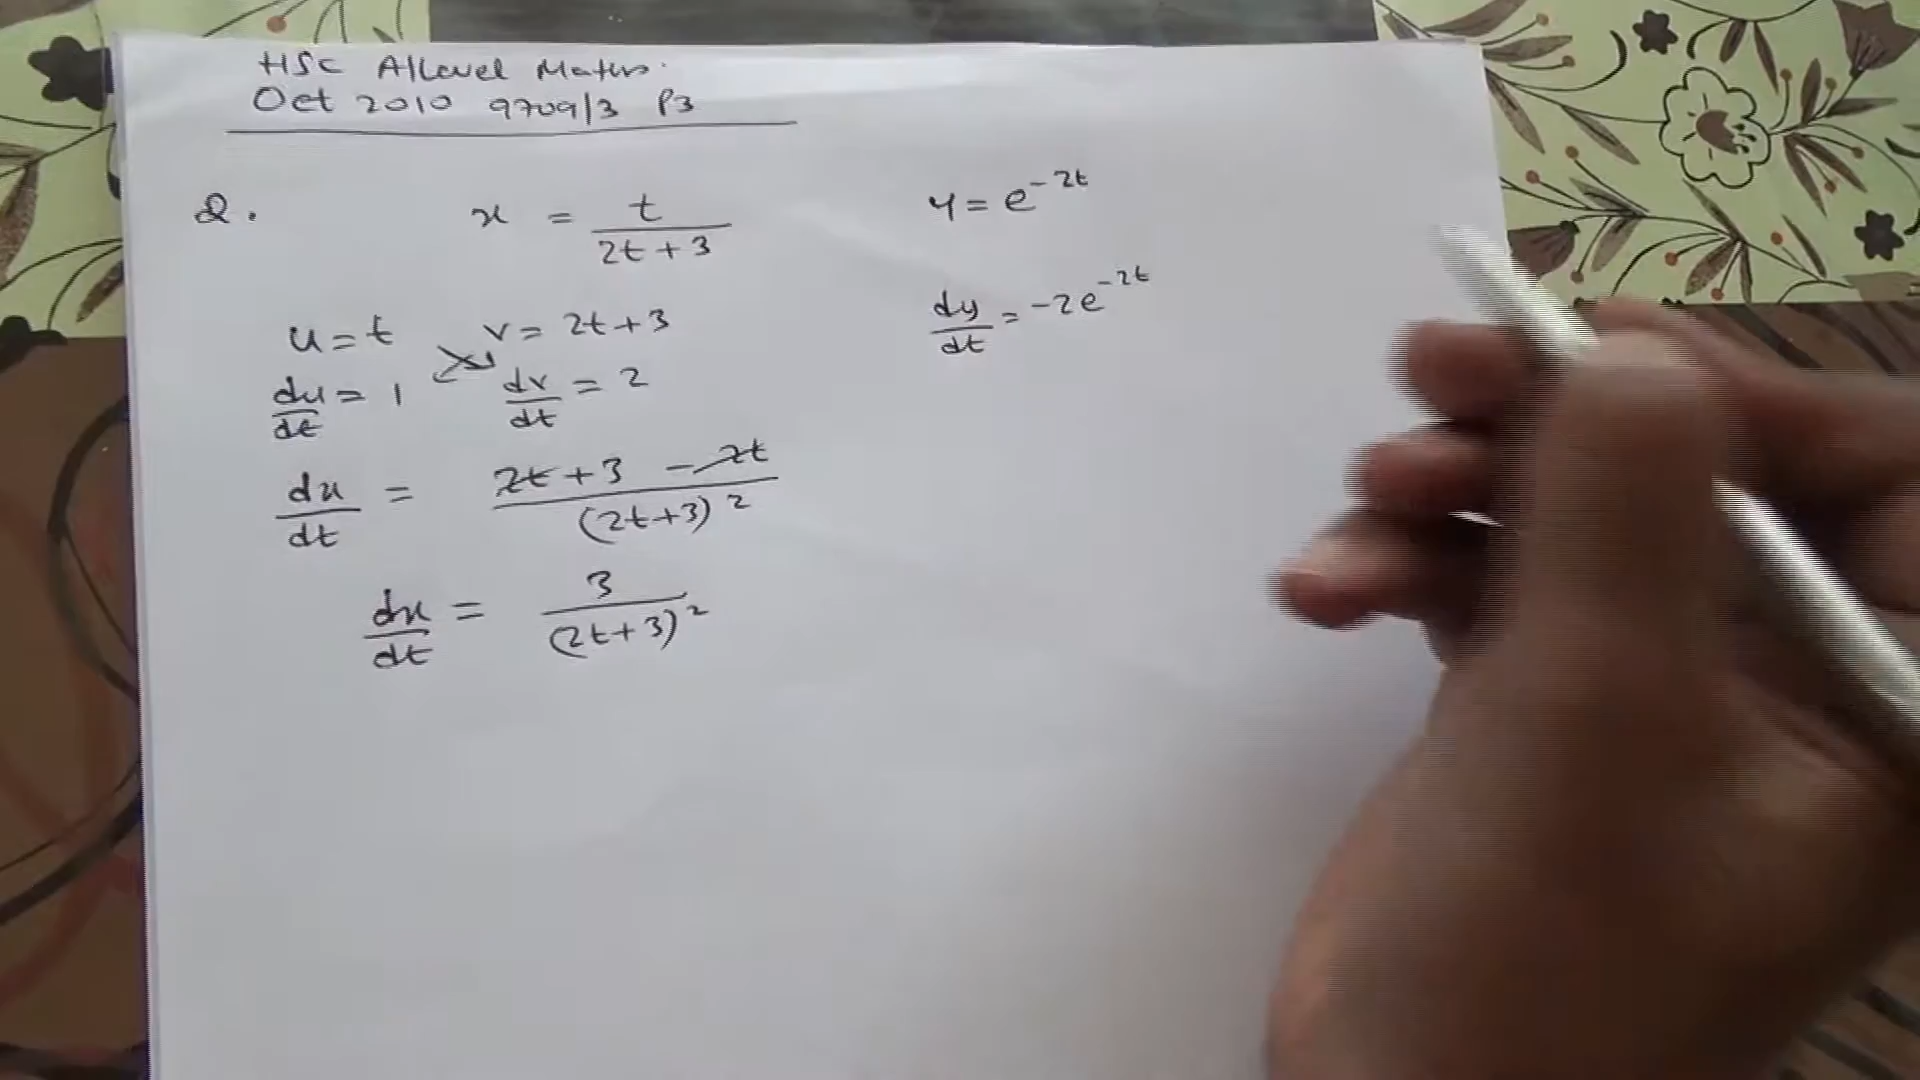 HSC A/Level Maths.
Oct 2010 9709/3 P3
Q. x = t/(2t+3)
y = e^{-2t}
u = t v = 2t+3
du/dt = 1 dv/dt = 2
dy/dt = -2e^{-2t}
dx/dt = (2t+3 - 2t)/(2t+3)^2
dx/dt = 3/(2t+3)^2